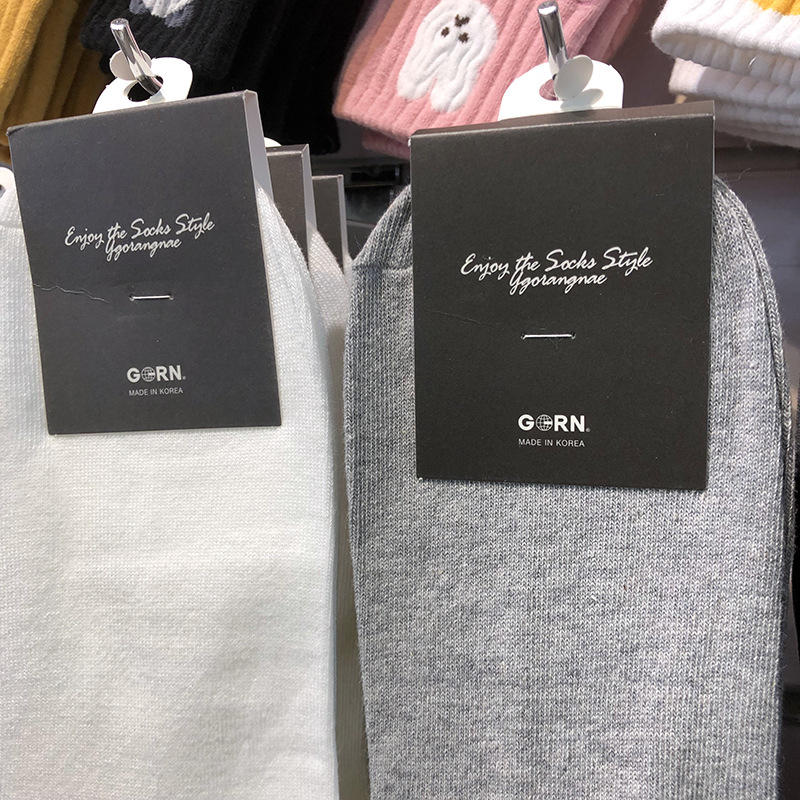 Enjoy the Socks Style
ygorangnae
GORN®
MADE IN KOREA
Enjoy the Socks Style
ygorangnae
GORN®
MADE IN KOREA